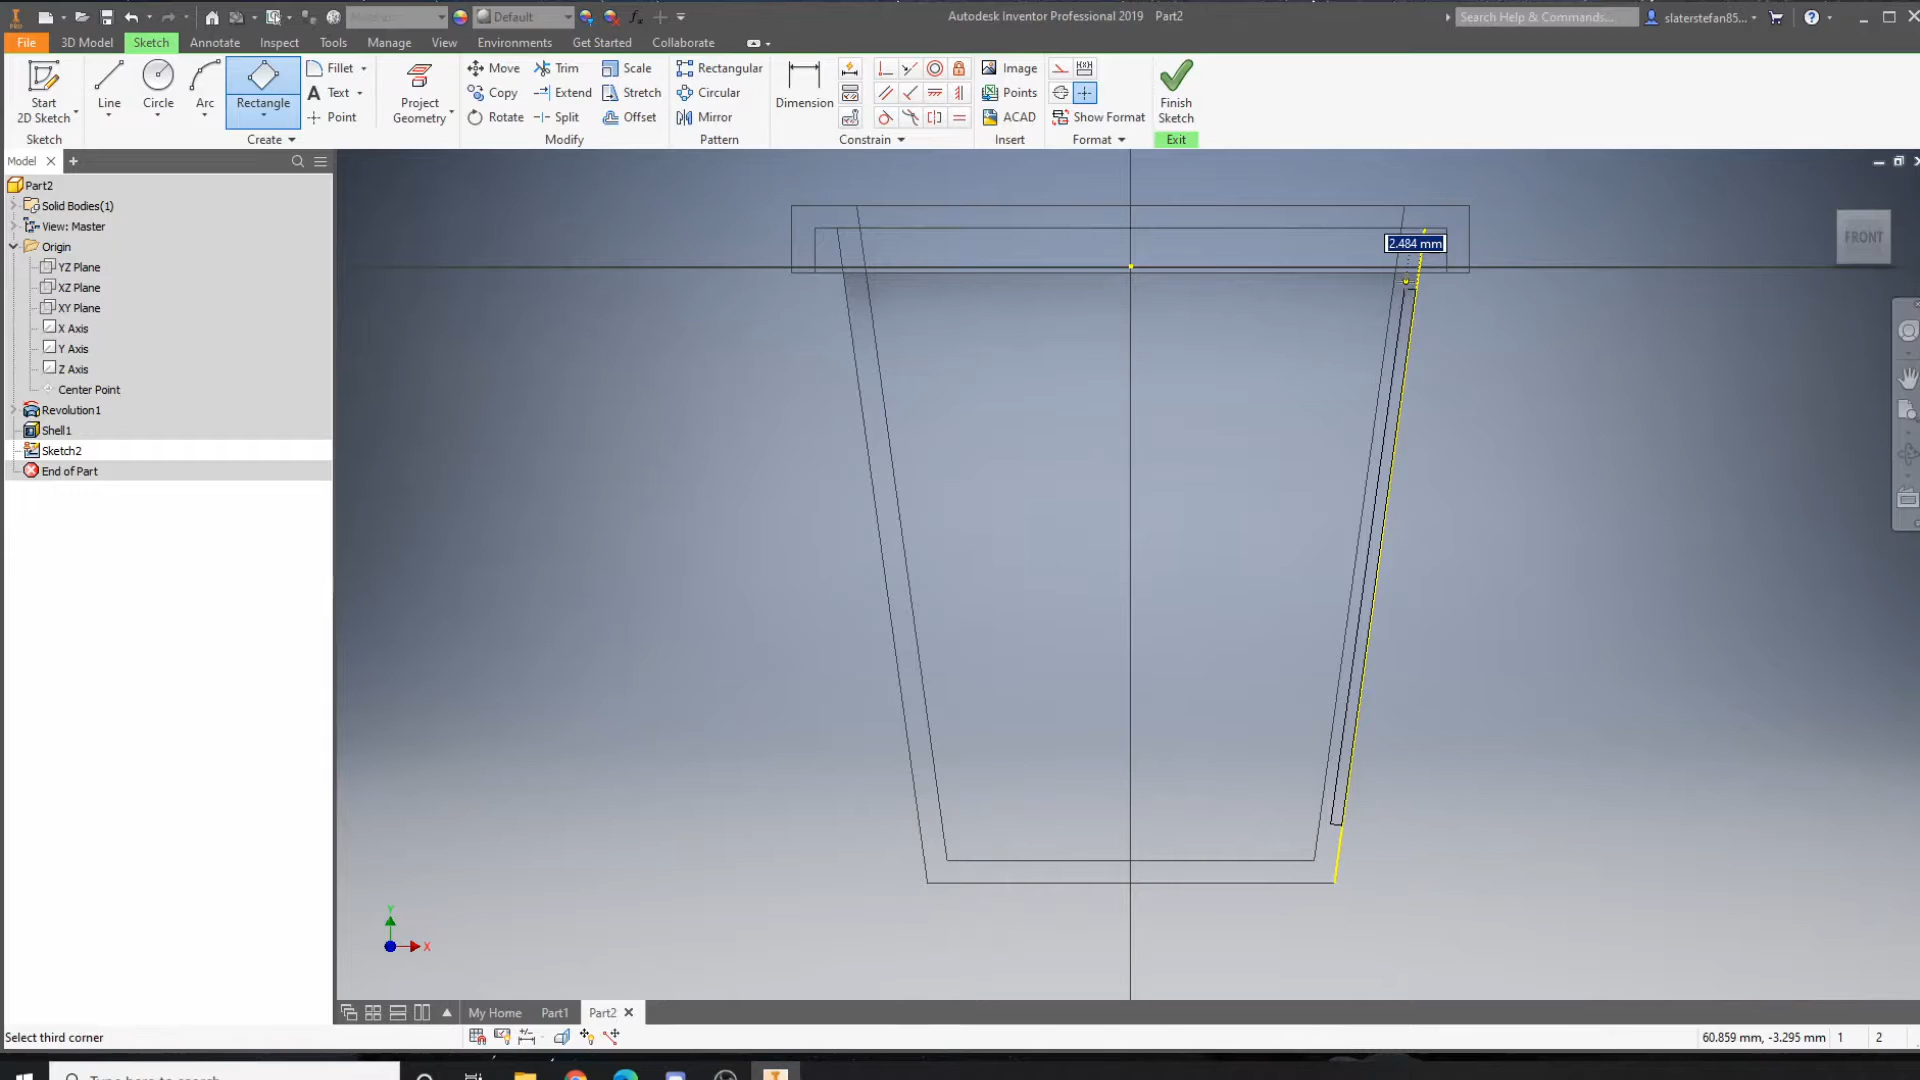 Measures...
Default
Autodesk Inventor Professional 2019 Part2
Search Help & Commands...
slaterstefan85...
File 3D Model Sketch Annotate Inspect Tools Manage View Environments Get Started Collaborate
Start
2D Sketch
Line
Circle
Arc
Rectangle
Fillet
Text
Point
Project
Geometry
Move Trim Scale
Copy Extend Stretch
Rotate Split Offset
Rectangular
Circular
Mirror
Dimension
Image
Points
ACAD
Show Format
Finish
Sketch
Sketch Create Modify Pattern Constrain Insert Format Exit
Model
Part2
Solid Bodies(1)
View: Master
Origin
YZ Plane
XZ Plane
XY Plane
X Axis
Y Axis
Z Axis
Center Point
Revolution1
Shell1
Sketch2
End of Part
2.484 mm
FRONT
Y
X
My Home Part1 Part2
Select third corner
60.859 mm, -3.295 mm 1 2
Type here to search